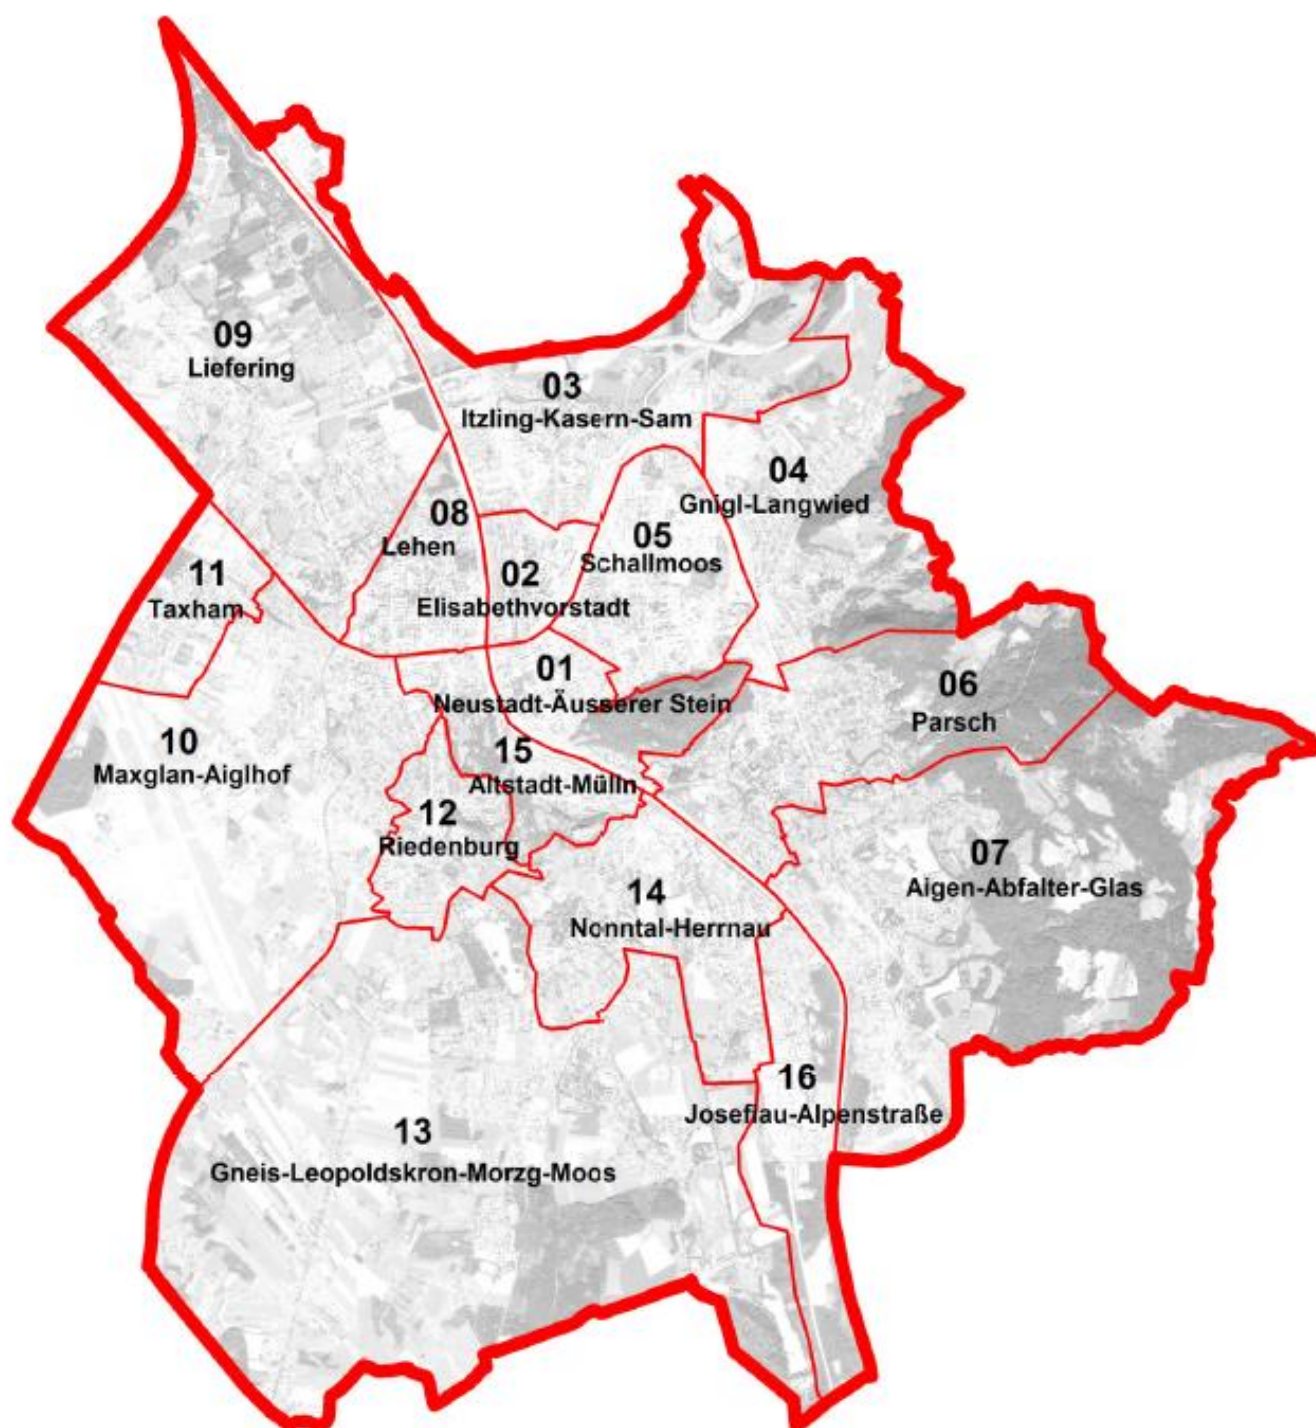 09
Liefering
03
Itzling-Kasern-Sam
04
Gnigl-Langwied
08
Lehen
05
Schallmoos
02
Elisabethvorstadt
11
Taxham
01
Neustadt-Äusserer Stein
06
Parsch
10
Maxglan-Aiglhof
15
Altstadt-Mülln
12
Riedenburg
07
Aigen-Abfalter-Glas
14
Nonntal-Herrnau
16
Josefiau-Alpenstraße
13
Gneis-Leopoldskron-Morzg-Moos